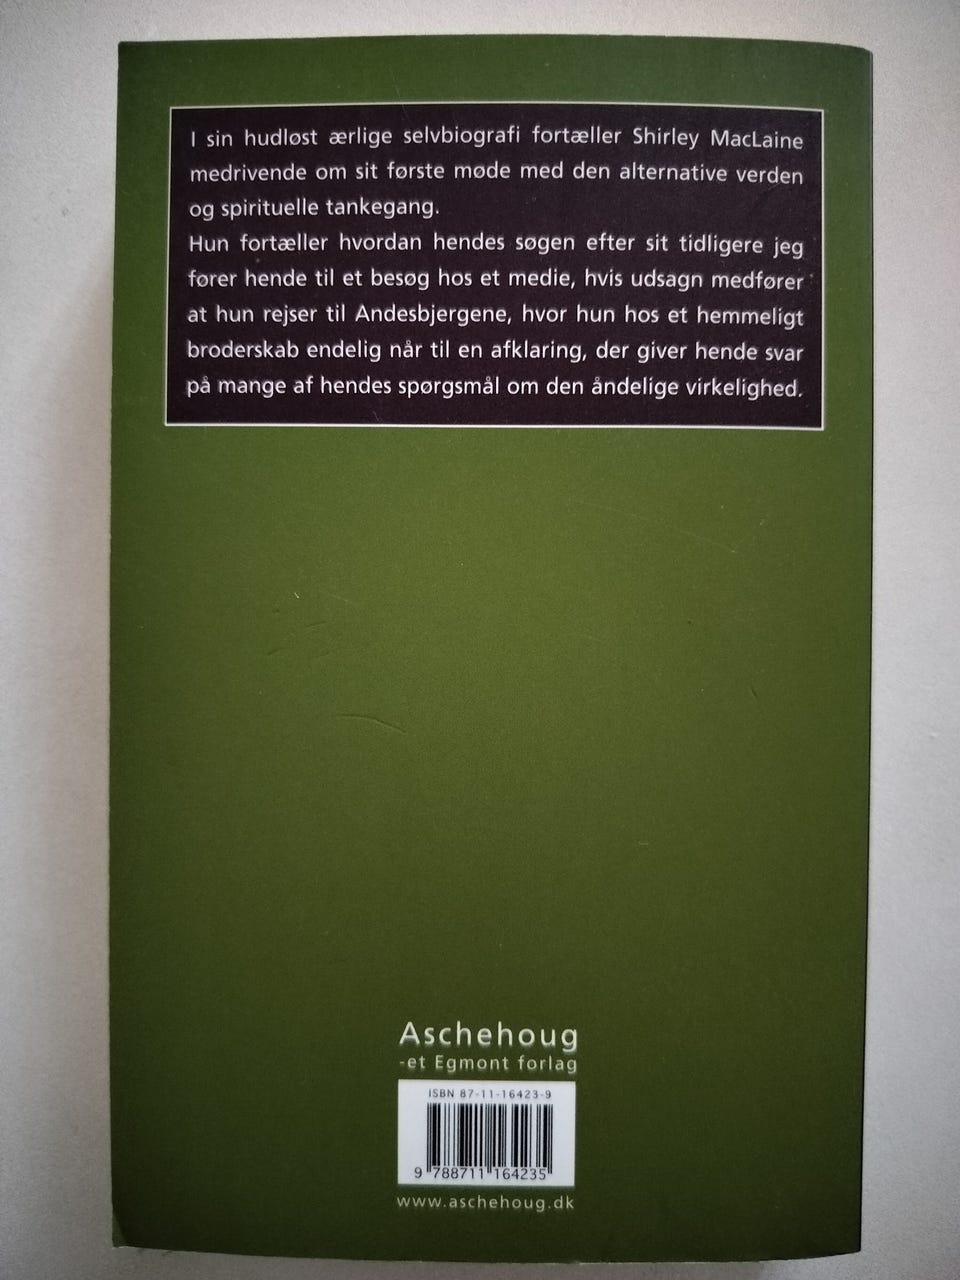 I sin hudløst ærlige selvbiografi fortæller Shirley MacLaine
medrivende om sit første møde med den alternative verden
og spirituelle tankegang.
Hun fortæller hvordan hendes søgen efter sit tidligere jeg
fører hende til et besøg hos et medie, hvis udsagn medfører
at hun rejser til Andesbjergene, hvor hun hos et hemmeligt
broderskab endelig når til en afklaring, der giver hende svar
på mange af hendes spørgsmål om den åndelige virkelighed.
Aschehoug
-et Egmont forlag
ISBN 87-11-16423-9
9 788711 164235
www.aschehoug.dk